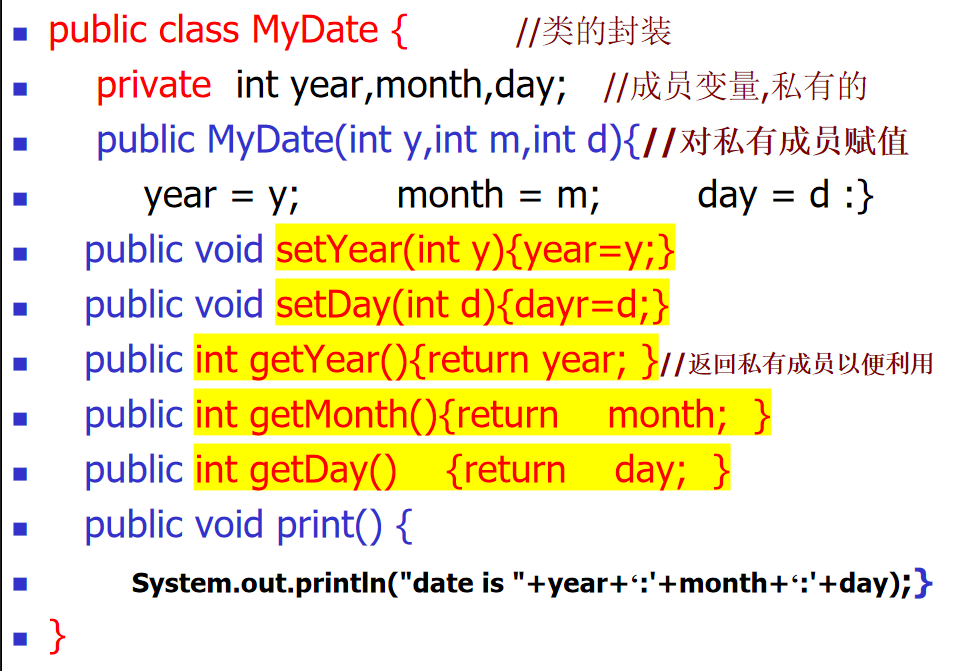 public class MyDate {      //类的封装
private  int year,month,day;   //成员变量,私有的
public MyDate(int y,int m,int d){//对私有成员赋值
year = y;      month = m;      day = d :}
public void setYear(int y){year=y;}
public void setDay(int d){dayr=d;}
public int getYear(){return year; }//返回私有成员以便利用
public int getMonth(){return   month;  }
public int getDay()   {return   day;  }
public void print() {
System.out.println("date is "+year+‘:'+month+‘:'+day);}
}